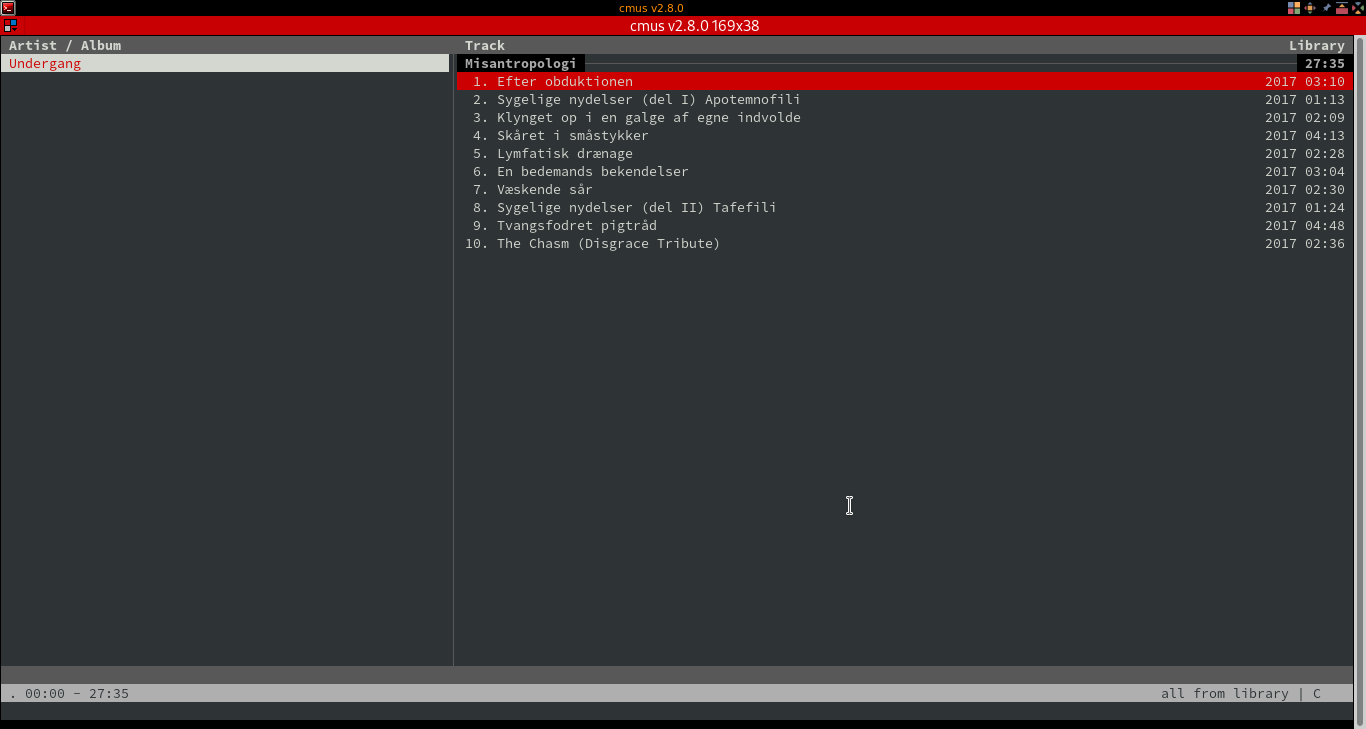 cmus v2.8.0
cmus v2.8.0 169x38
Artist / Album
Undergang
Track Library
Misantropologi 27:35
1. Efter obduktionen 2017 03:10
2. Sygelige nydelser (del I) Apotemnofili 2017 01:13
3. Klynget op i en galge af egne indvolde 2017 02:09
4. Skåret i småstykker 2017 04:13
5. Lymfatisk drænage 2017 02:28
6. En bedemands bekendelser 2017 03:04
7. Væskende sår 2017 02:30
8. Sygelige nydelser (del II) Tafefili 2017 01:24
9. Tvangsfodret pigtråd 2017 04:48
10. The Chasm (Disgrace Tribute) 2017 02:36
. 00:00 - 27:35 all from library | C